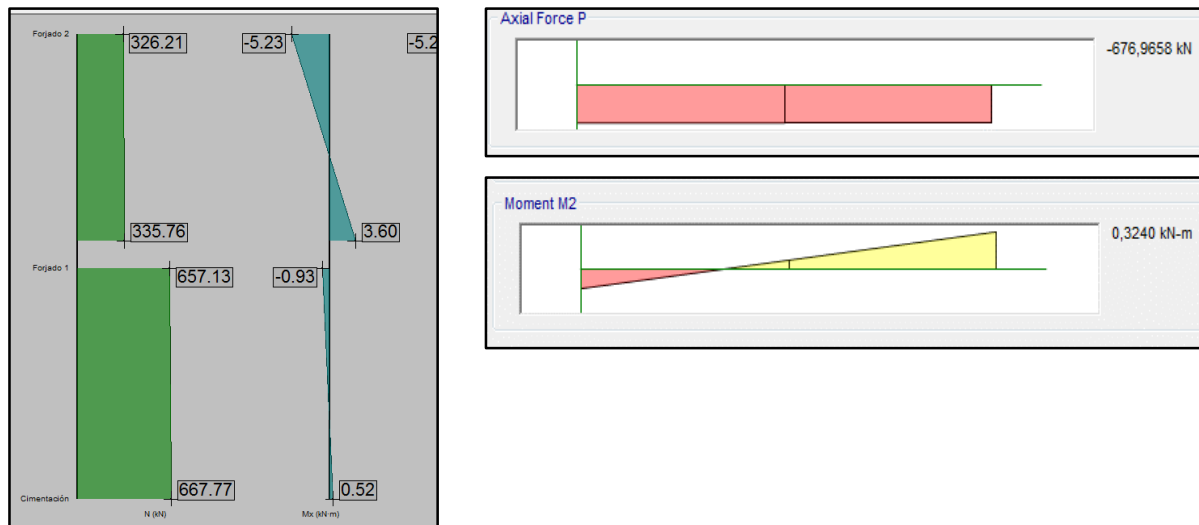 Forjado 2
326.21
-5.23
-5.2
335.76
3.60
Forjado 1
657.13
-0.93
667.77
0.52
Cimentación
N (kN)
Mx (kN·m)
Axial Force P
-676,9658 kN
Moment M2
0,3240 kN-m